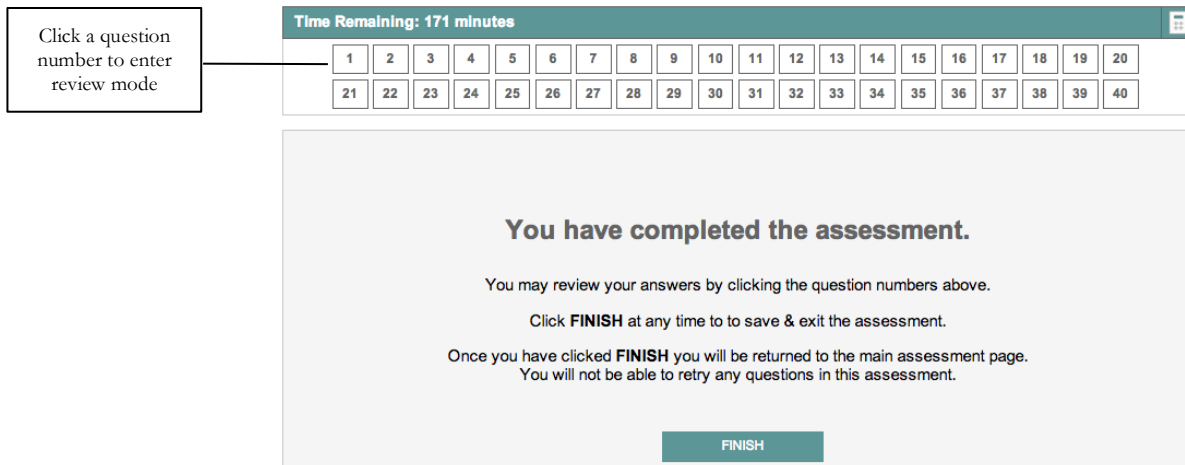 Click a question
number to enter
review mode
Time Remaining: 171 minutes
1 2 3 4 5 6 7 8 9 10 11 12 13 14 15 16 17 18 19 20
21 22 23 24 25 26 27 28 29 30 31 32 33 34 35 36 37 38 39 40
You have completed the assessment.
You may review your answers by clicking the question numbers above.
Click FINISH at any time to to save & exit the assessment.
Once you have clicked FINISH you will be returned to the main assessment page.
You will not be able to retry any questions in this assessment.
FINISH